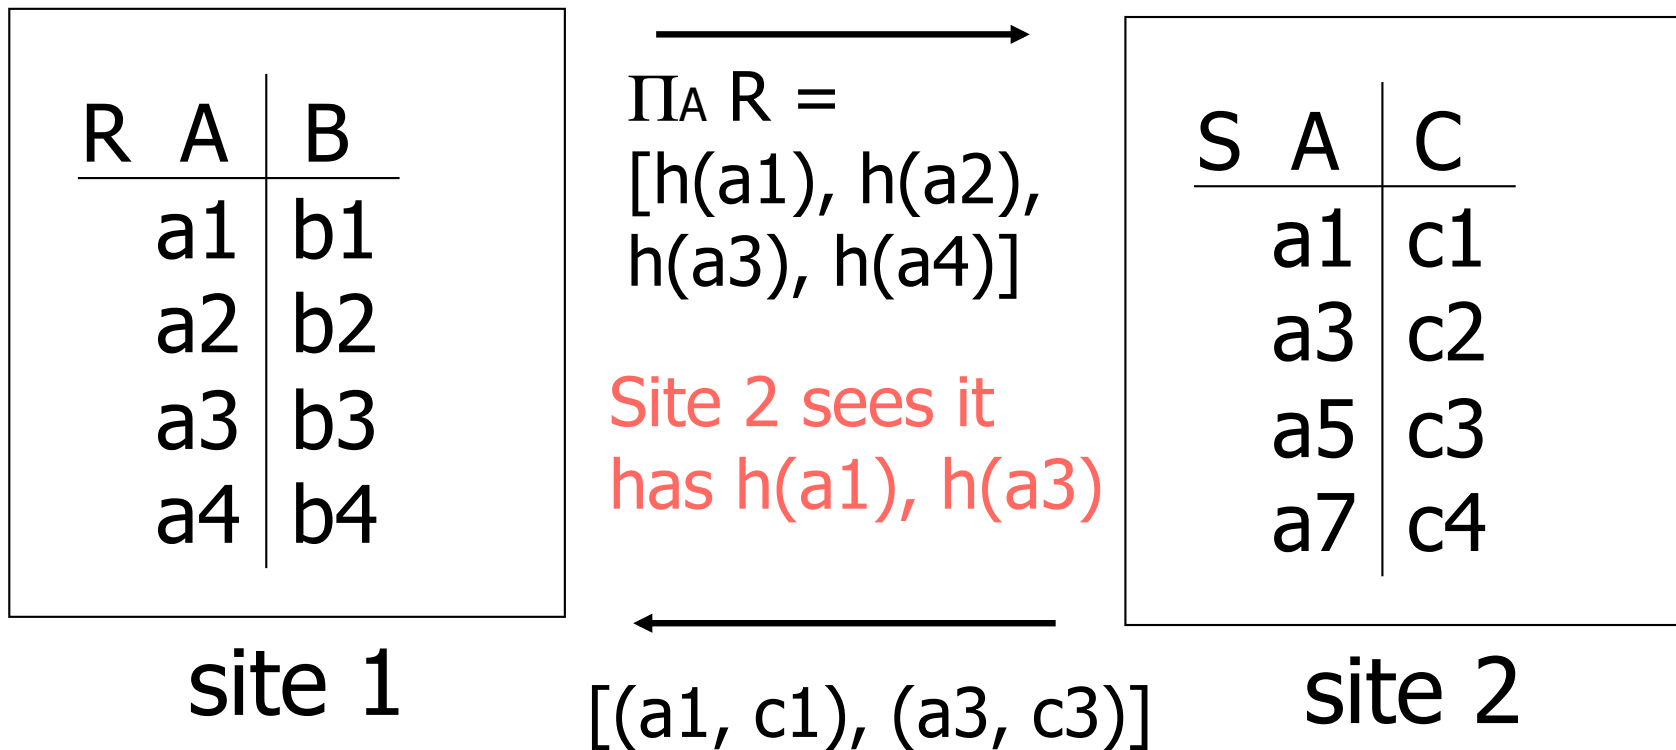 R A B
a1 b1
a2 b2
a3 b3
a4 b4
site 1
ΠA R =
[h(a1), h(a2),
h(a3), h(a4)]
Site 2 sees it
has h(a1), h(a3)
[(a1, c1), (a3, c3)]
S A C
a1 c1
a3 c2
a5 c3
a7 c4
site 2